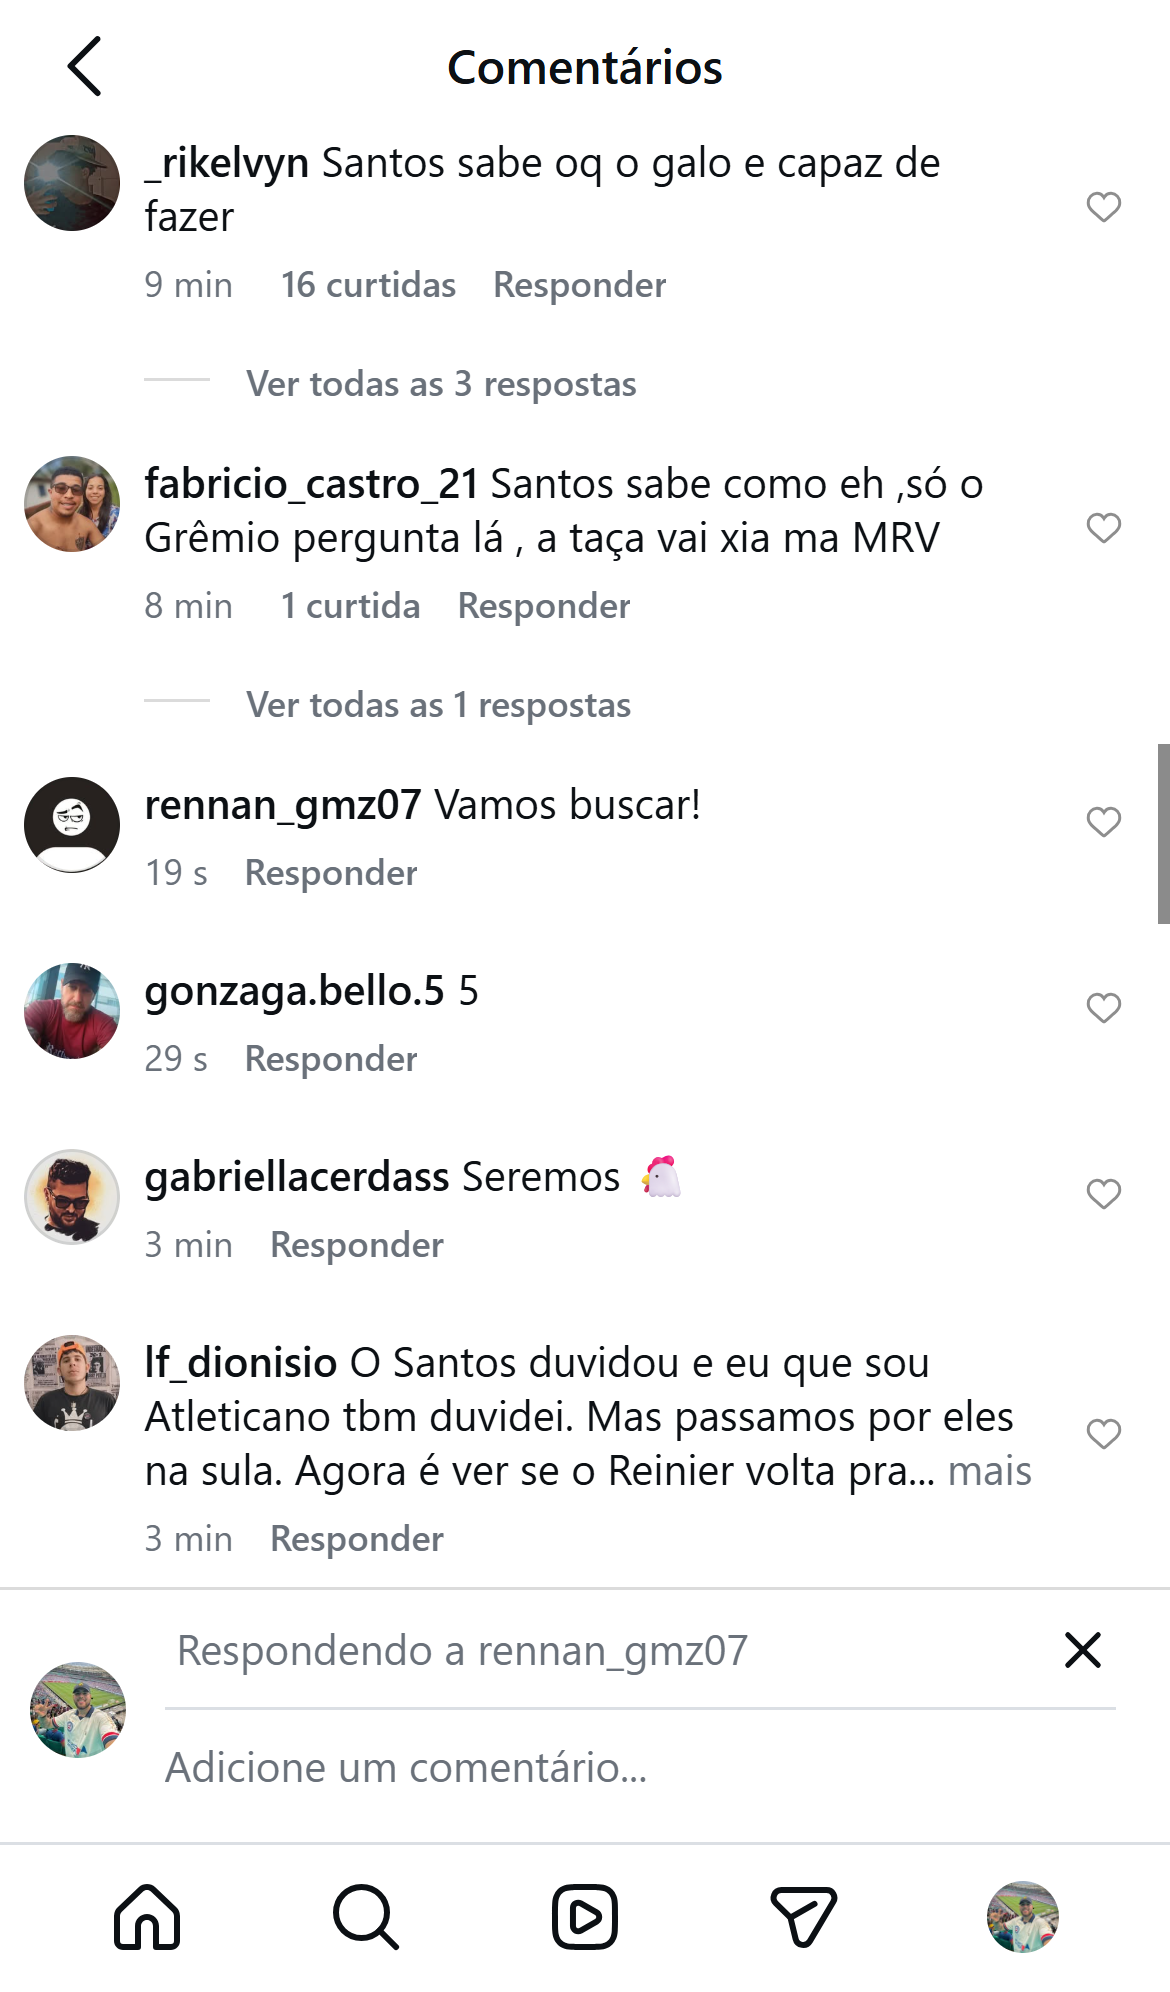 Comentários
_rikelvyn Santos sabe oq o galo e capaz de
fazer
9 min 16 curtidas Responder
Ver todas as 3 respostas
fabricio_castro_21 Santos sabe como eh ,só o
Grêmio pergunta lá , a taça vai xia ma MRV
8 min 1 curtida Responder
Ver todas as 1 respostas
rennan_gmz07 Vamos buscar!
19 s Responder
gonzaga.bello.5 5
29 s Responder
gabriellacerdass Seremos 🐔
3 min Responder
lf_dionisio O Santos duvidou e eu que sou
Atleticano tbm duvidei. Mas passamos por eles
na sula. Agora é ver se o Reinier volta pra... mais
3 min Responder
Respondendo a rennan_gmz07
Adicione um comentário...